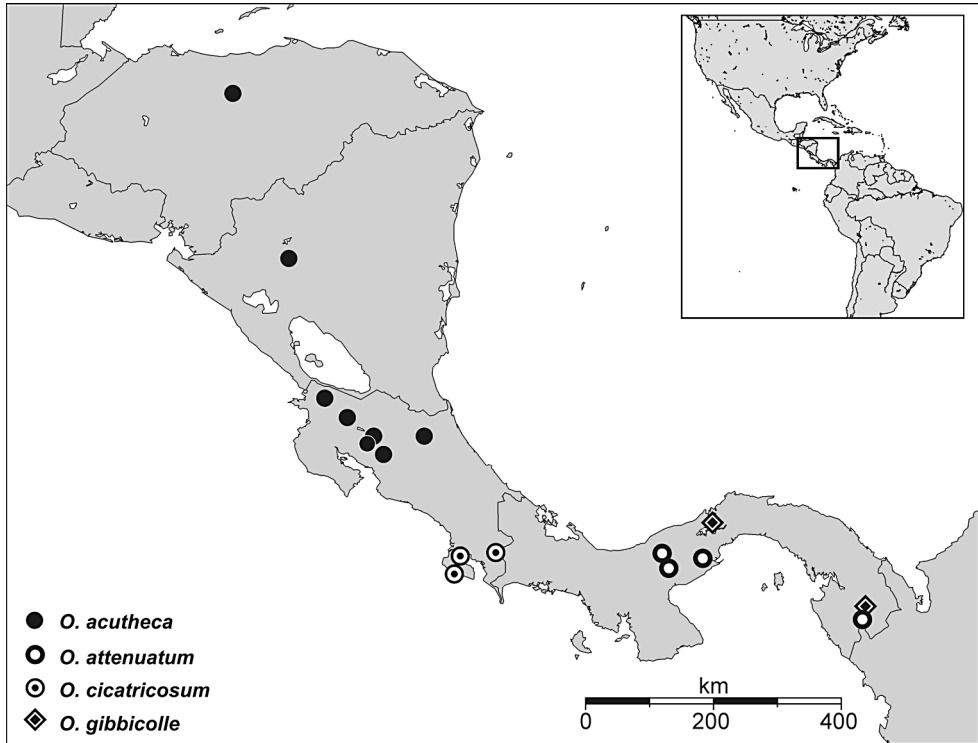 O. acutheca
O. attenuatum
O. cicatricosum
O. gibbicolle
km
0 200 400